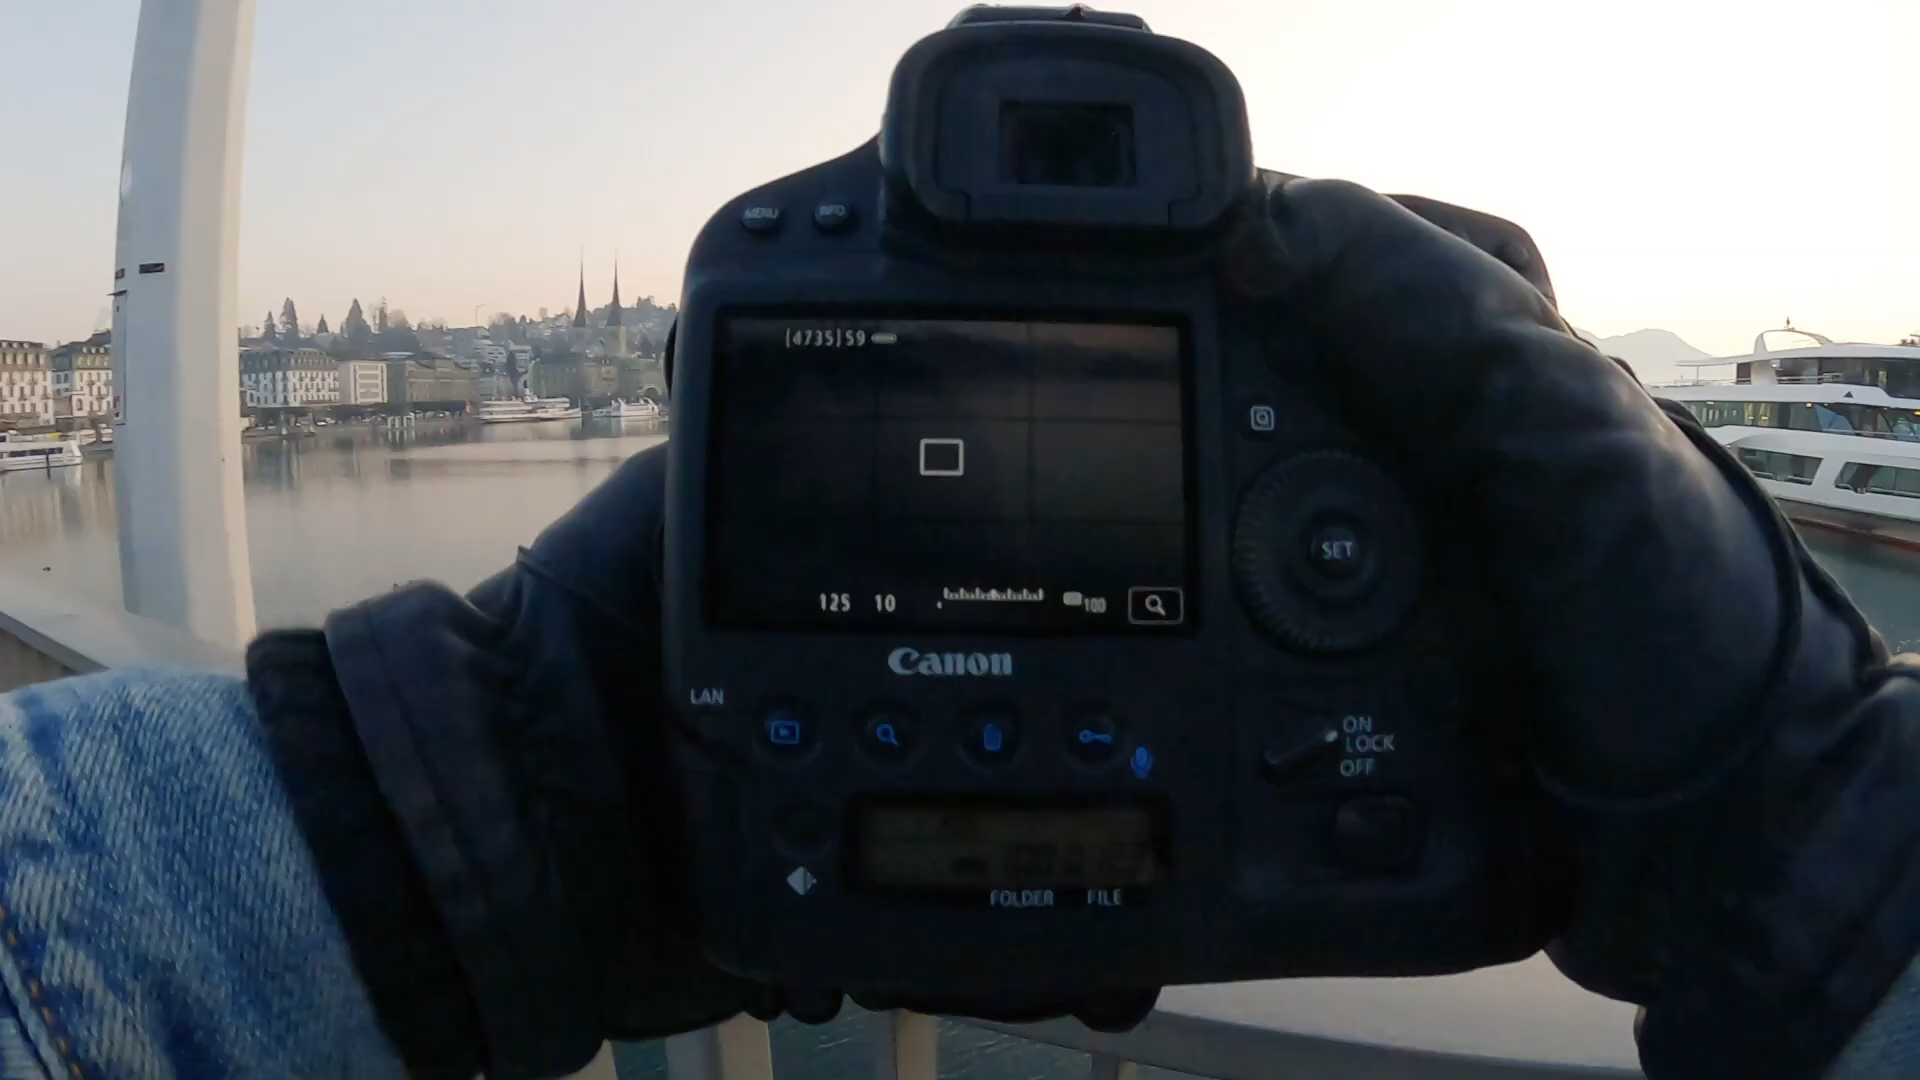 MENU INFO
[4735] 59
Q
125 10 100
SET
Canon
LAN
ON
LOCK
OFF
FOLDER FILE